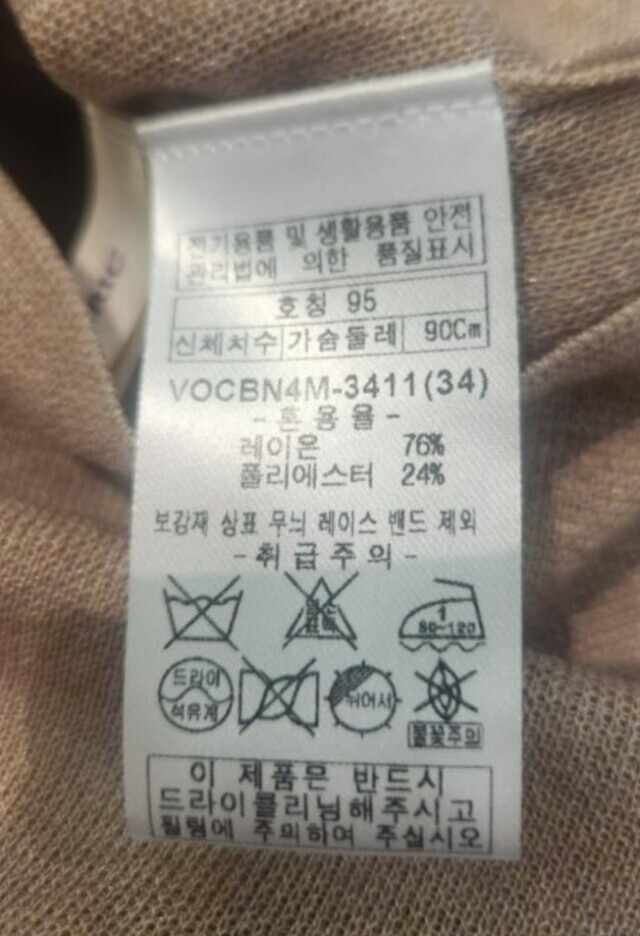 전기용품 및 생활용품 안전
관리법에 의한 품질표시
호칭 95
신체치수 가슴둘레 90Cm
VOCBN4M-3411(34)
-혼용율-
레이온 76%
폴리에스터 24%
보강재 상표 무늬 레이스 밴드 제외
-취급주의-
1
80~120
드라이
석유계
뉘어서
불꽃주의
이 제품은 반드시
드라이클리닝해주시고
필링에 주의하여 주십시오